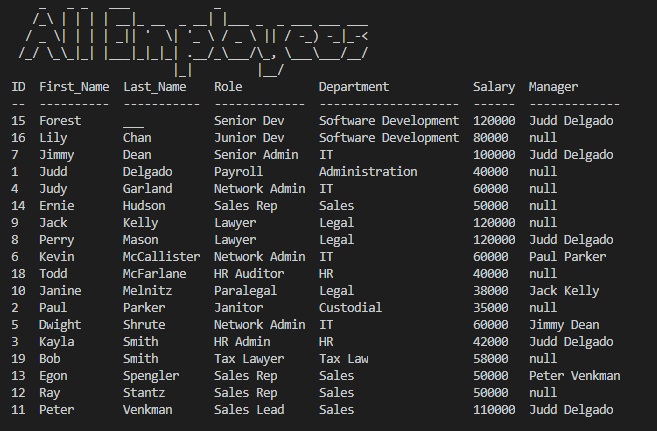 All Employees
ID First_Name Last_Name Role Department Salary Manager
-- ---------- ----------- ------------- -------------------- ------ -------------
15 Forest ___ Senior Dev Software Development 120000 Judd Delgado
16 Lily Chan Junior Dev Software Development 80000 null
7 Jimmy Dean Senior Admin IT 100000 Judd Delgado
1 Judd Delgado Payroll Administration 40000 null
4 Judy Garland Network Admin IT 60000 null
14 Ernie Hudson Sales Rep Sales 50000 null
9 Jack Kelly Lawyer Legal 120000 null
8 Perry Mason Lawyer Legal 120000 Judd Delgado
6 Kevin McCallister Network Admin IT 60000 Paul Parker
18 Todd McFarlane HR Auditor HR 40000 null
10 Janine Melnitz Paralegal Legal 38000 Jack Kelly
2 Paul Parker Janitor Custodial 35000 null
5 Dwight Shrute Network Admin IT 60000 Jimmy Dean
3 Kayla Smith HR Admin HR 42000 Judd Delgado
19 Bob Smith Tax Lawyer Tax Law 58000 null
13 Egon Spengler Sales Rep Sales 50000 Peter Venkman
12 Ray Stantz Sales Rep Sales 50000 null
11 Peter Venkman Sales Lead Sales 110000 Judd Delgado